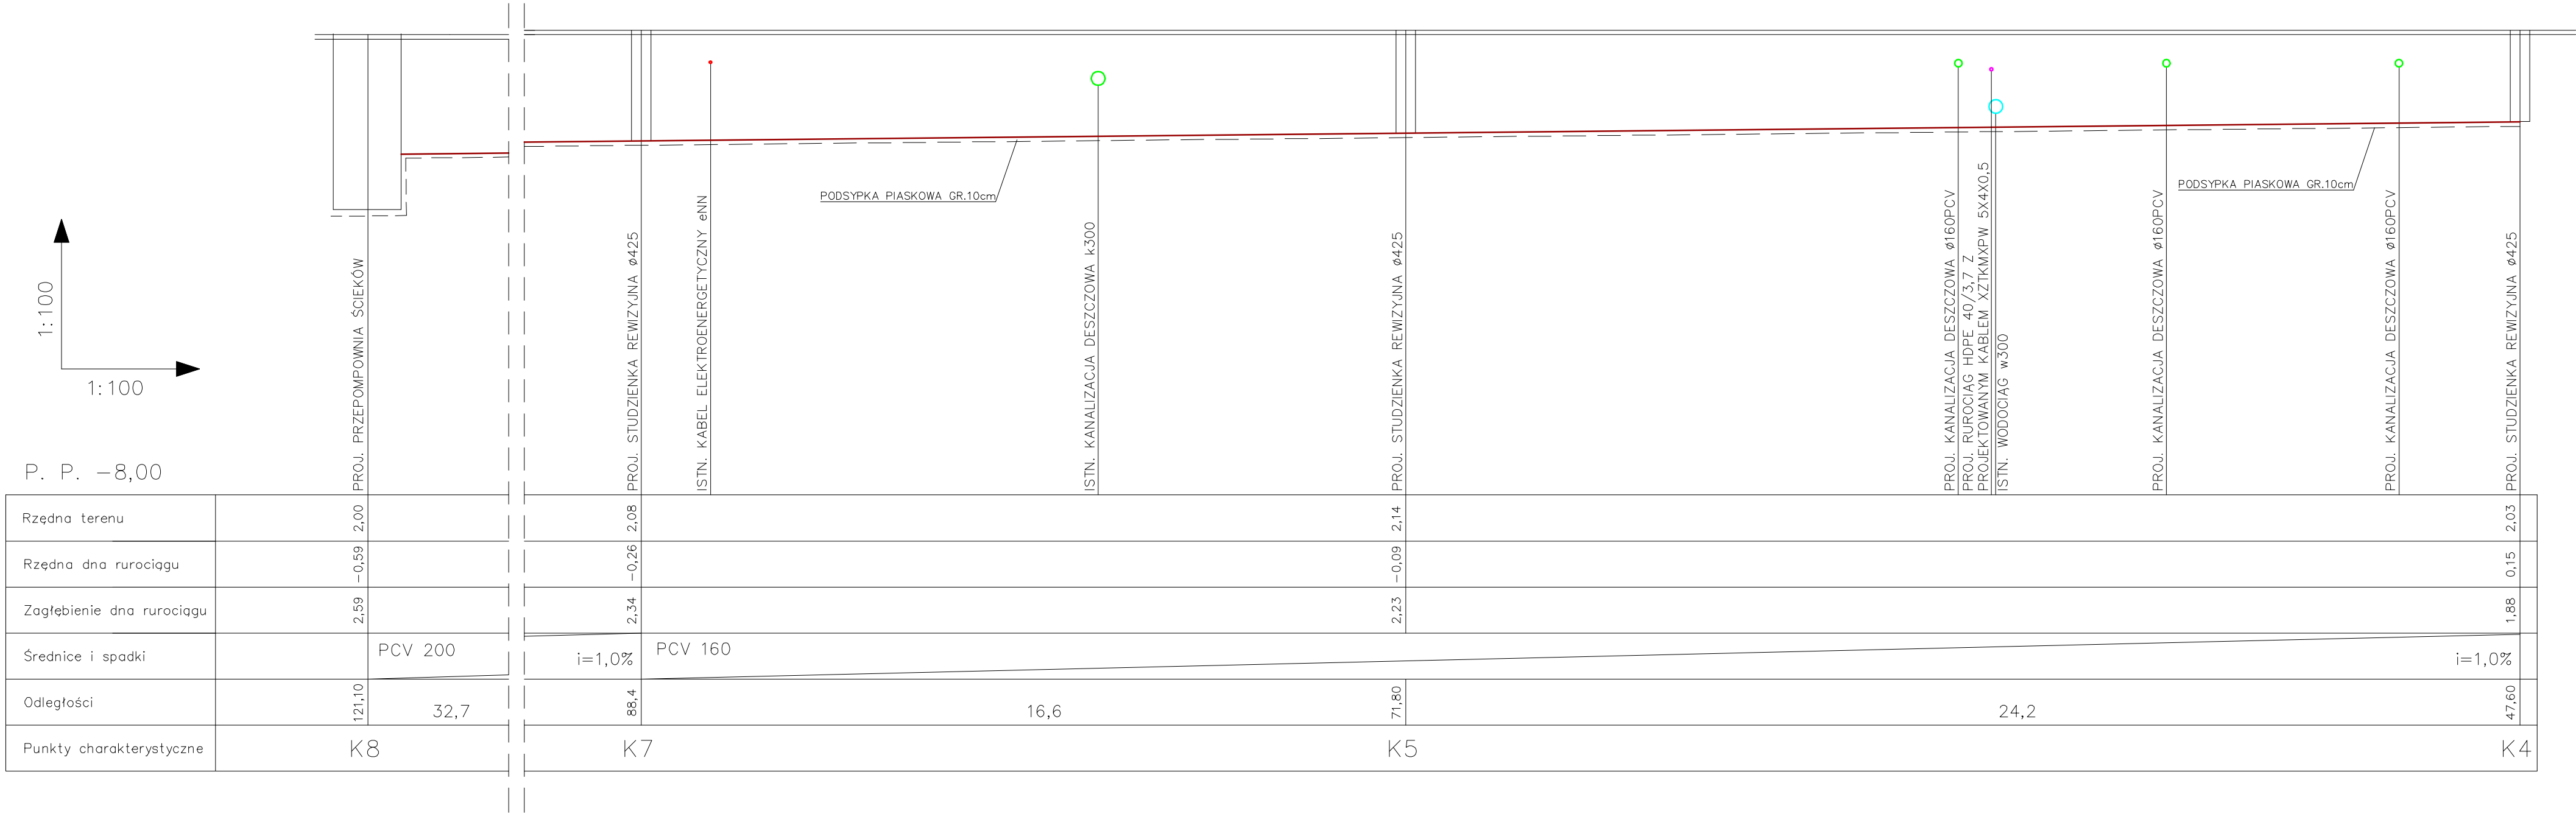 1:100
1:100
P. P. -8,00
PROJ. PRZEPOMPOWNIA ŚCIEKÓW
PROJ. STUDZIENKA REWIZYJNA ø425
ISTN. KABEL ELEKTROENERGETYCZNY eNN
PODSYPKA PIASKOWA GR.10cm
ISTN. KANALIZACJA DESZCZOWA k300
PROJ. STUDZIENKA REWIZYJNA ø425
PROJ. KANALIZACJA DESZCZOWA ø160PCV
PROJ. RUROCIĄG HDPE 40/3,7 Z
PROJEKTOWANYM KABLEM XZTKMXPW 5X4X0,5
ISTN. WODOCIĄG w300
PROJ. KANALIZACJA DESZCZOWA ø160PCV
PODSYPKA PIASKOWA GR.10cm
PROJ. KANALIZACJA DESZCZOWA ø160PCV
PROJ. STUDZIENKA REWIZYJNA ø425
Rzędna terenu 2,00 2,08 2,14 2,03
Rzędna dna rurociągu -0,59 -0,26 -0,09 0,15
Zagłębienie dna rurociągu 2,59 2,34 2,23 1,88
Średnice i spadki PCV 200 i=1,0% PCV 160 i=1,0%
Odległości 121,10 32,7 88,4 16,6 71,80 24,2 47,60
Punkty charakterystyczne K8 K7 K5 K4